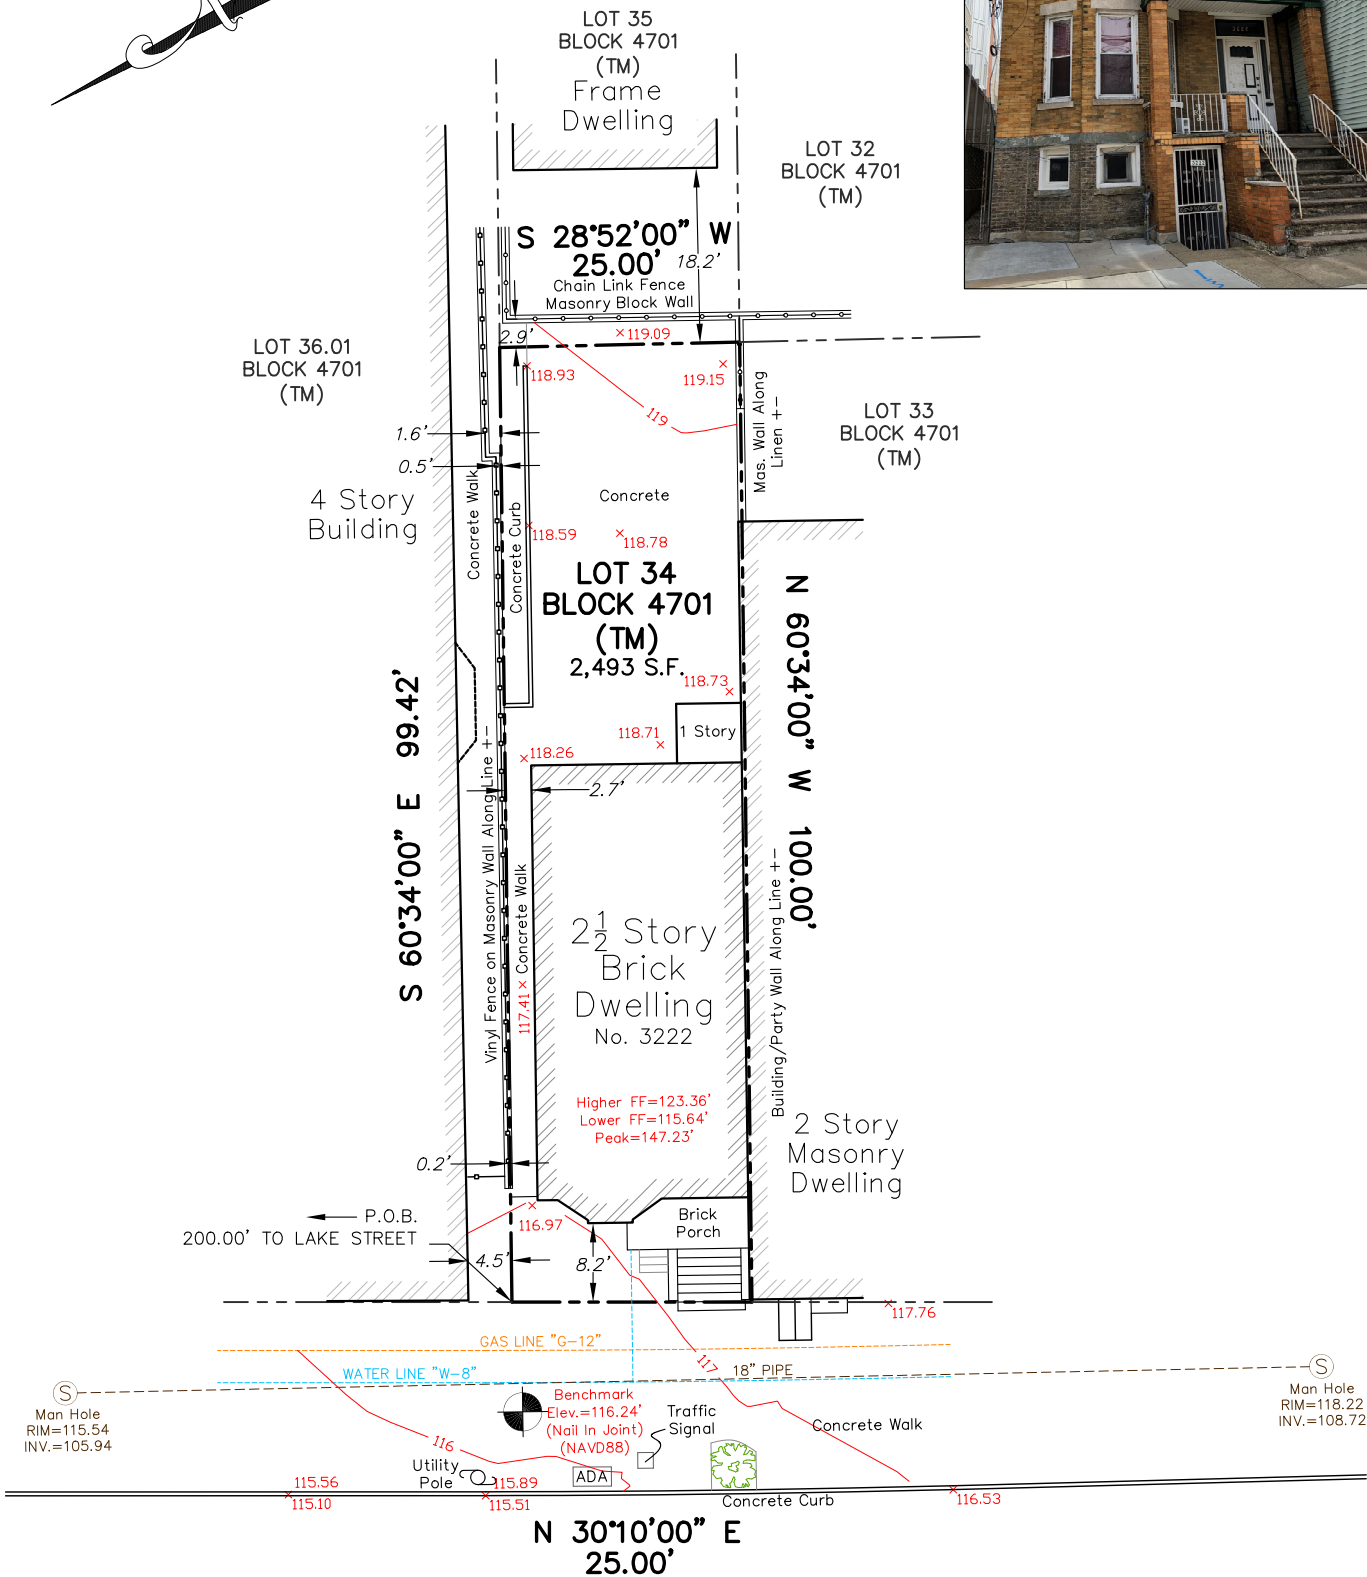 LOT 35
BLOCK 4701
(TM)
Frame
Dwelling
LOT 32
BLOCK 4701
(TM)
3222
S 28°52'00" W
25.00'
18.2'
Chain Link Fence
Masonry Block Wall
2.9'
×119.09
×118.93
119.15×
119
LOT 36.01
BLOCK 4701
(TM)
Mas. Wall Along
Linen +-
LOT 33
BLOCK 4701
(TM)
1.6'
0.5'
4 Story
Building
Concrete Walk
Concrete Curb
Concrete
×118.59
×118.78
LOT 34
BLOCK 4701
(TM)
2,493 S.F.
N 60°34'00" W 100.00'
S 60°34'00" E 99.42'
118.73×
118.71×
1 Story
×118.26
2.7'
Vinyl Fence on Masonry Wall Along Line +-
117.41× Concrete Walk
2½ Story
Brick
Dwelling
No. 3222
Building/Party Wall Along Line +-
Higher FF=123.36'
Lower FF=115.64'
Peak=147.23'
2 Story
Masonry
Dwelling
0.2'
P.O.B.
200.00' TO LAKE STREET
×116.97
Brick
Porch
4.5'
8.2'
×117.76
GAS LINE "G-12"
WATER LINE "W-8"
117
18" PIPE
S
Man Hole
RIM=115.54
INV.=105.94
S
Man Hole
RIM=118.22
INV.=108.72
Benchmark
Elev.=116.24'
(Nail In Joint)
(NAVD88)
Traffic
Signal
Concrete Walk
116
Utility
Pole
ADA
115.56
×115.10
115.89
×115.51
Concrete Curb
×116.53
N 30°10'00" E
25.00'